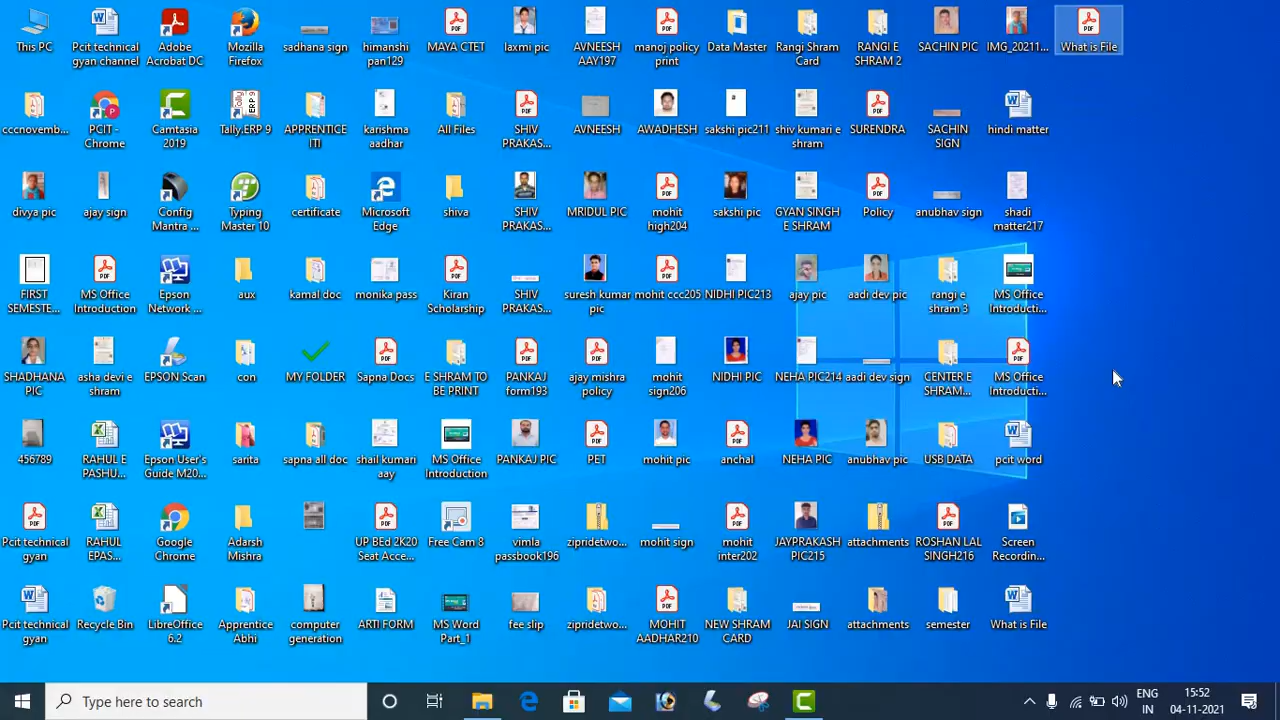 This PC
Pcit technical
gyan channel
Adobe
Acrobat DC
Mozilla
Firefox
sadhana sign
himanshi
pan129
MAYA CTET
laxmi pic
AVNEESH
AAY197
manoj policy
print
Data Master
Rangi Shram
Card
RANGI E
SHRAM 2
SACHIN PIC
IMG_20211...
What is File
cccnovemb...
PCIT -
Chrome
Camtasia
2019
Tally.ERP 9
APPRENTICE
ITI
karishma
aadhar
All Files
SHIV
PRAKAS...
AVNEESH
AWADHESH
sakshi pic211
shiv kumari e
shram
SURENDRA
SACHIN
SIGN
hindi matter
divya pic
ajay sign
Config
Mantra ...
Typing
Master 10
certificate
Microsoft
Edge
shiva
SHIV
PRAKAS...
MRIDUL PIC
mohit
high204
sakshi pic
GYAN SINGH
E SHRAM
Policy
anubhav sign
shadi
matter217
FIRST
SEMESTE...
MS Office
Introduction
Epson
Network ...
aux
kamal doc
monika pass
Kiran
Scholarship
SHIV
PRAKAS...
suresh kumar
pic
mohit ccc205
NIDHI PIC213
ajay pic
aadi dev pic
rangi e
shram 3
MS Office
Introducti...
SHADHANA
PIC
asha devi e
shram
EPSON Scan
con
MY FOLDER
Sapna Docs
E SHRAM TO
BE PRINT
PANKAJ
form193
ajay mishra
policy
mohit
sign206
NIDHI PIC
NEHA PIC214
aadi dev sign
CENTER E
SHRAM...
MS Office
Introducti...
456789
RAHUL E
PASHU...
Epson User's
Guide M20...
santa
sapna all doc
shail kumari
aay
MS Office
Introduction
PANKAJ PIC
PET
mohit pic
anchal
NEHA PIC
anubhav pic
USB DATA
pcit word
Pcit technical
gyan
RAHUL
EPAS...
Google
Chrome
Adarsh
Mishra
UP BEd 2K20
Seat Acce...
Free Cam 8
vimla
passbook196
zipridetwo...
mohit sign
mohit
inter202
JAYPRAKASH
PIC215
attachments
ROSHAN LAL
SINGH216
Screen
Recordin...
Pcit technical
gyan
Recycle Bin
LibreOffice
6.2
Apprentice
Abhi
computer
generation
ARTI FORM
MS Word
Part_1
fee slip
zipridetwo...
MOHIT
AADHAR210
NEW SHRAM
CARD
JAI SIGN
attachments
semester
What is File
Type here to search
ENG
IN
15:52
04-11-2021